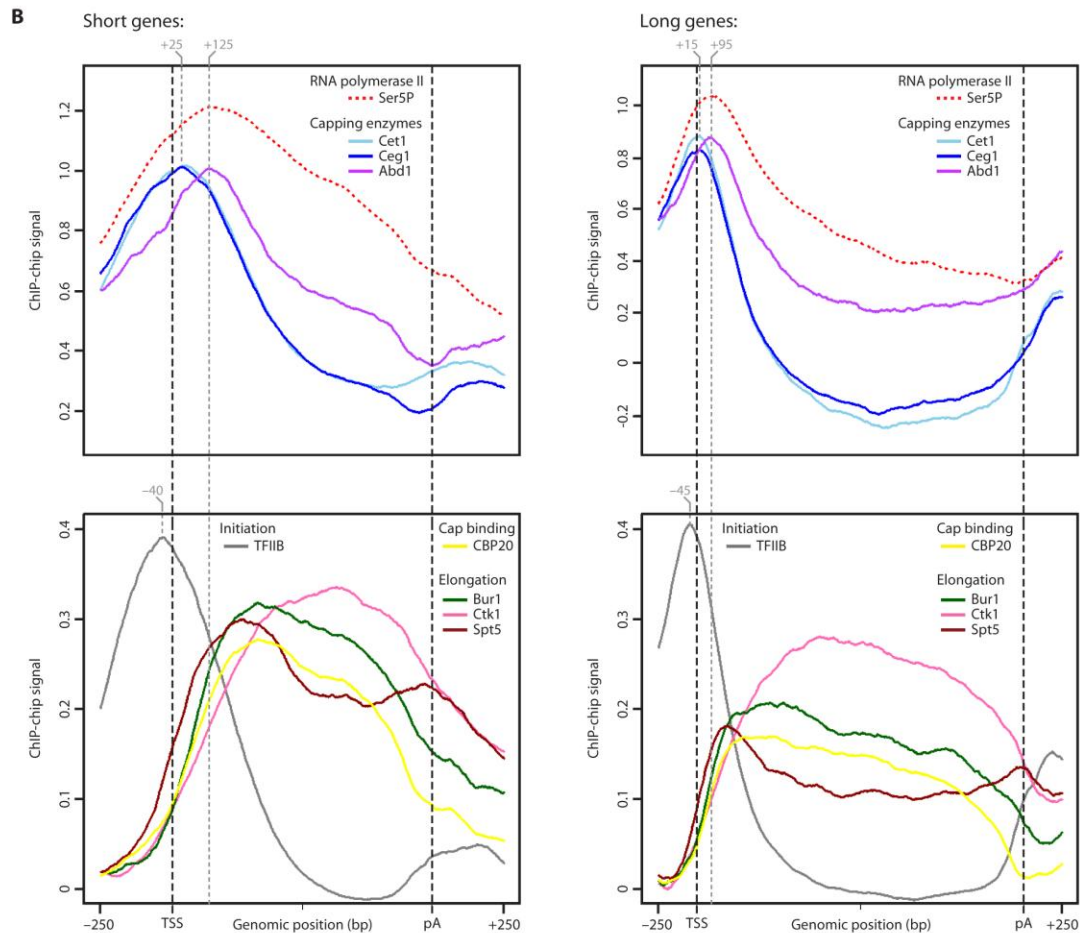 B
Short genes:
+25
+125
1.2
1.0
0.8
0.6
0.4
0.2
ChIP-chip signal
RNA polymerase II
Ser5P
Capping enzymes
Cet1
Ceg1
Abd1
Long genes:
+15
+95
1.0
0.8
0.6
0.4
0.2
0
-0.2
ChIP-chip signal
RNA polymerase II
Ser5P
Capping enzymes
Cet1
Ceg1
Abd1
–40
0.4
0.3
0.2
0.1
0
ChIP-chip signal
Initiation
TFIIB
Cap binding
CBP20
Elongation
Bur1
Ctk1
Spt5
–250
TSS
Genomic position (bp)
pA
+250
–45
0.4
0.3
0.2
0.1
0
ChIP-chip signal
Initiation
TFIIB
Cap binding
CBP20
Elongation
Bur1
Ctk1
Spt5
–250
TSS
Genomic position (bp)
pA
+250